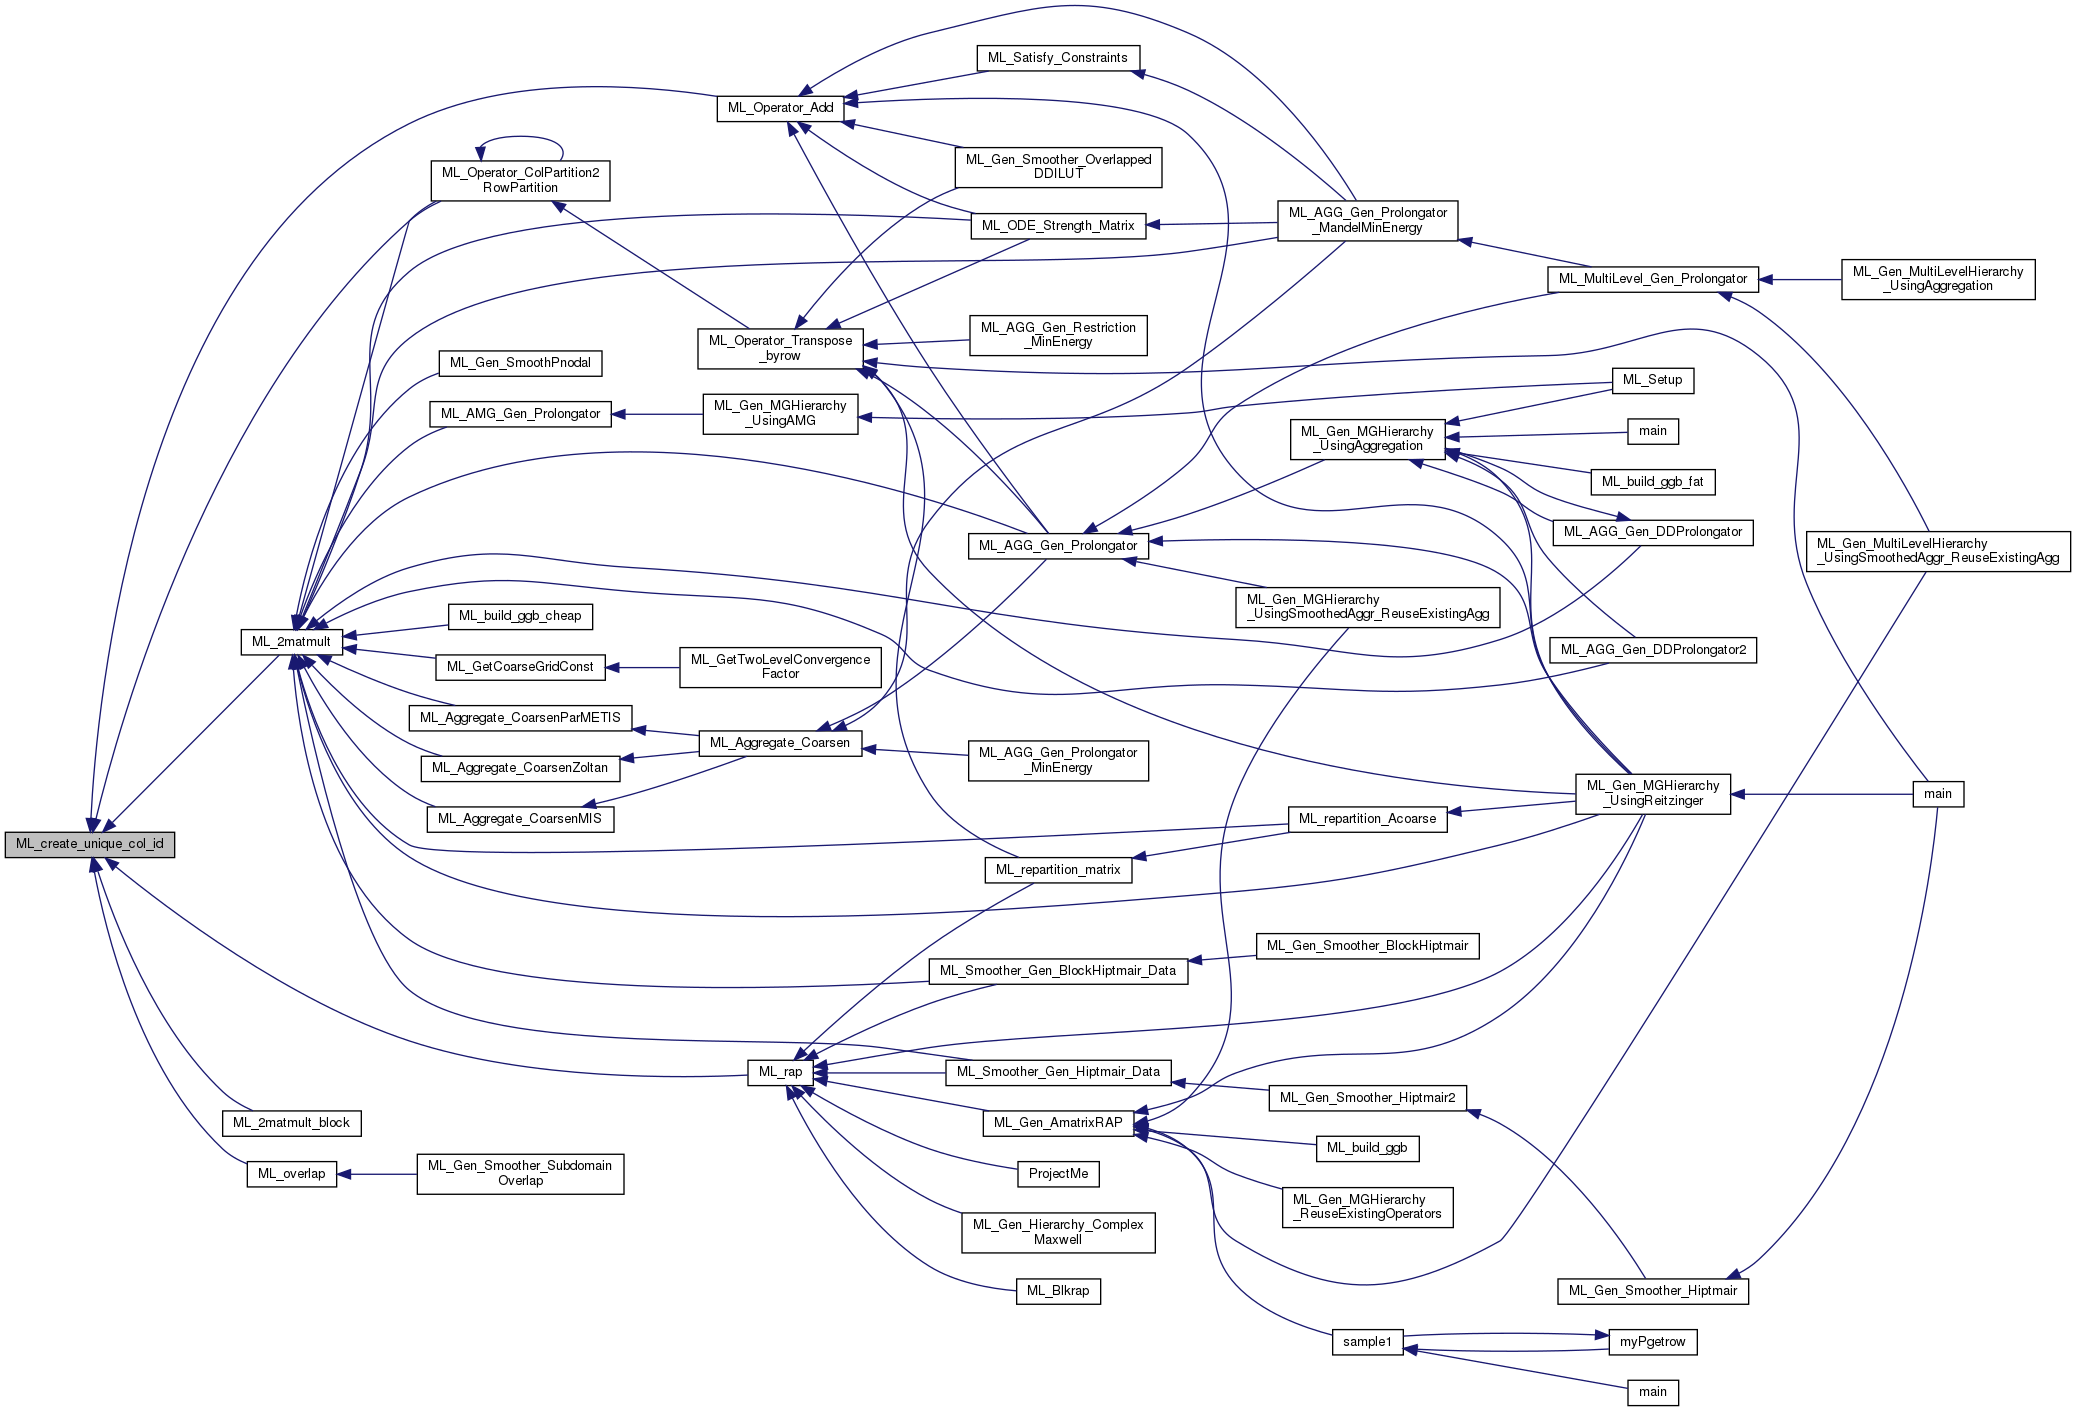 ML_Satisfy_Constraints
ML_Operator_Add
ML_Gen_Smoother_Overlapped
DDILUT
ML_Operator_ColPartition2
RowPartition
ML_ODE_Strength_Matrix
ML_AGG_Gen_Prolongator
_MandelMinEnergy
ML_MultiLevel_Gen_Prolongator
ML_Gen_MultiLevelHierarchy
_UsingAggregation
ML_Operator_Transpose
_byrow
ML_AGG_Gen_Restriction
_MinEnergy
ML_Gen_SmoothPnodal
ML_Setup
ML_AMG_Gen_Prolongator
ML_Gen_MGHierarchy
_UsingAMG
ML_Gen_MGHierarchy
_UsingAggregation
main
ML_build_ggb_fat
ML_AGG_Gen_DDProlongator
ML_AGG_Gen_Prolongator
ML_Gen_MultiLevelHierarchy
_UsingSmoothedAggr_ReuseExistingAgg
ML_Gen_MGHierarchy
_UsingSmoothedAggr_ReuseExistingAgg
ML_build_ggb_cheap
ML_2matmult
ML_AGG_Gen_DDProlongator2
ML_GetCoarseGridConst
ML_GetTwoLevelConvergence
Factor
ML_Aggregate_CoarsenParMETIS
ML_Aggregate_Coarsen
ML_AGG_Gen_Prolongator
_MinEnergy
ML_Aggregate_CoarsenZoltan
ML_Gen_MGHierarchy
_UsingReitzinger
main
ML_Aggregate_CoarsenMIS
ML_repartition_Acoarse
ML_create_unique_col_id
ML_repartition_matrix
ML_Gen_Smoother_BlockHiptmair
ML_Smoother_Gen_BlockHiptmair_Data
ML_rap
ML_Smoother_Gen_Hiptmair_Data
ML_Gen_Smoother_Hiptmair2
ML_2matmult_block
ML_Gen_AmatrixRAP
ML_build_ggb
ML_overlap
ML_Gen_Smoother_Subdomain
Overlap
ProjectMe
ML_Gen_MGHierarchy
_ReuseExistingOperators
ML_Gen_Hierarchy_Complex
Maxwell
ML_Blkrap
ML_Gen_Smoother_Hiptmair
sample1
myPgetrow
main